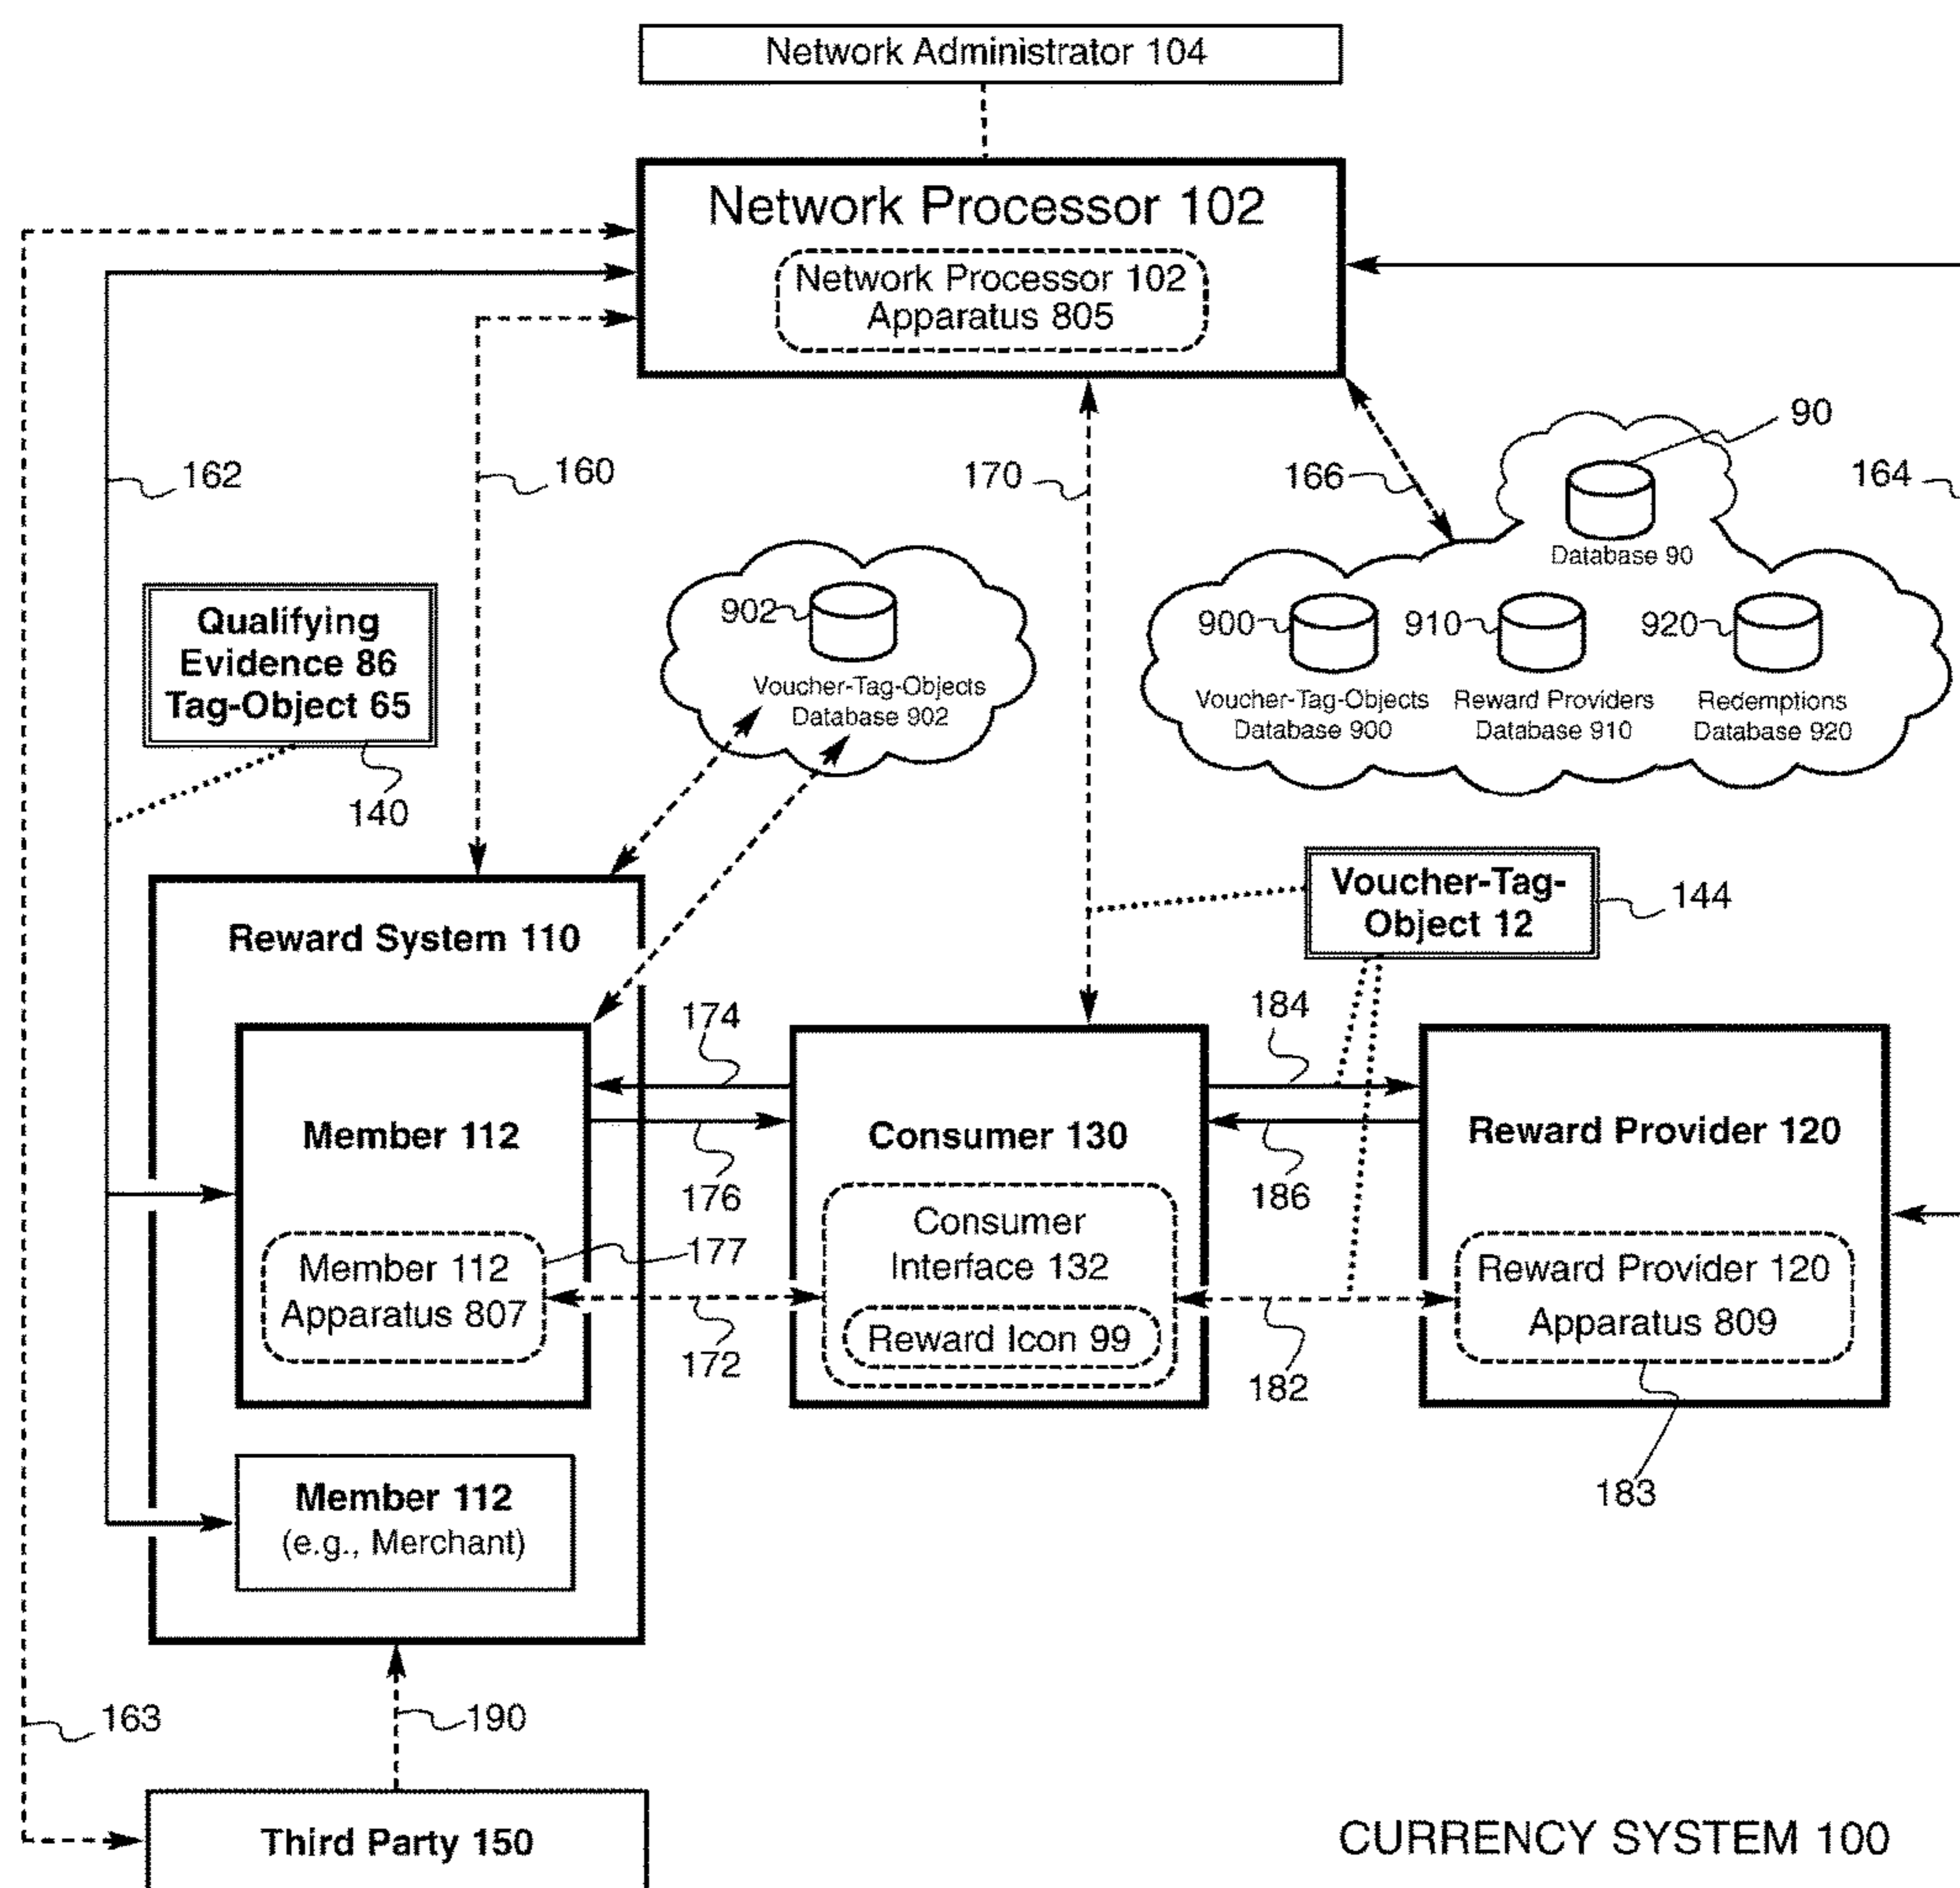 Network Administrator 104
Network Processor 102
Network Processor 102
Apparatus 805
162
160
170
166
90
164
Database 90
902
900
910
920
Voucher-Tag-Objects
Database 902
Voucher-Tag-Objects
Database 900
Reward Providers
Database 910
Redemptions
Database 920
Qualifying
Evidence 86
Tag-Object 65
140
Voucher-Tag-
Object 12
144
Reward System 110
174
184
Member 112
Consumer 130
Reward Provider 120
176
186
Member 112
Apparatus 807
177
Consumer
Interface 132
Reward Icon 99
Reward Provider 120
Apparatus 809
172
182
183
Member 112
(e.g., Merchant)
163
190
Third Party 150
CURRENCY SYSTEM 100